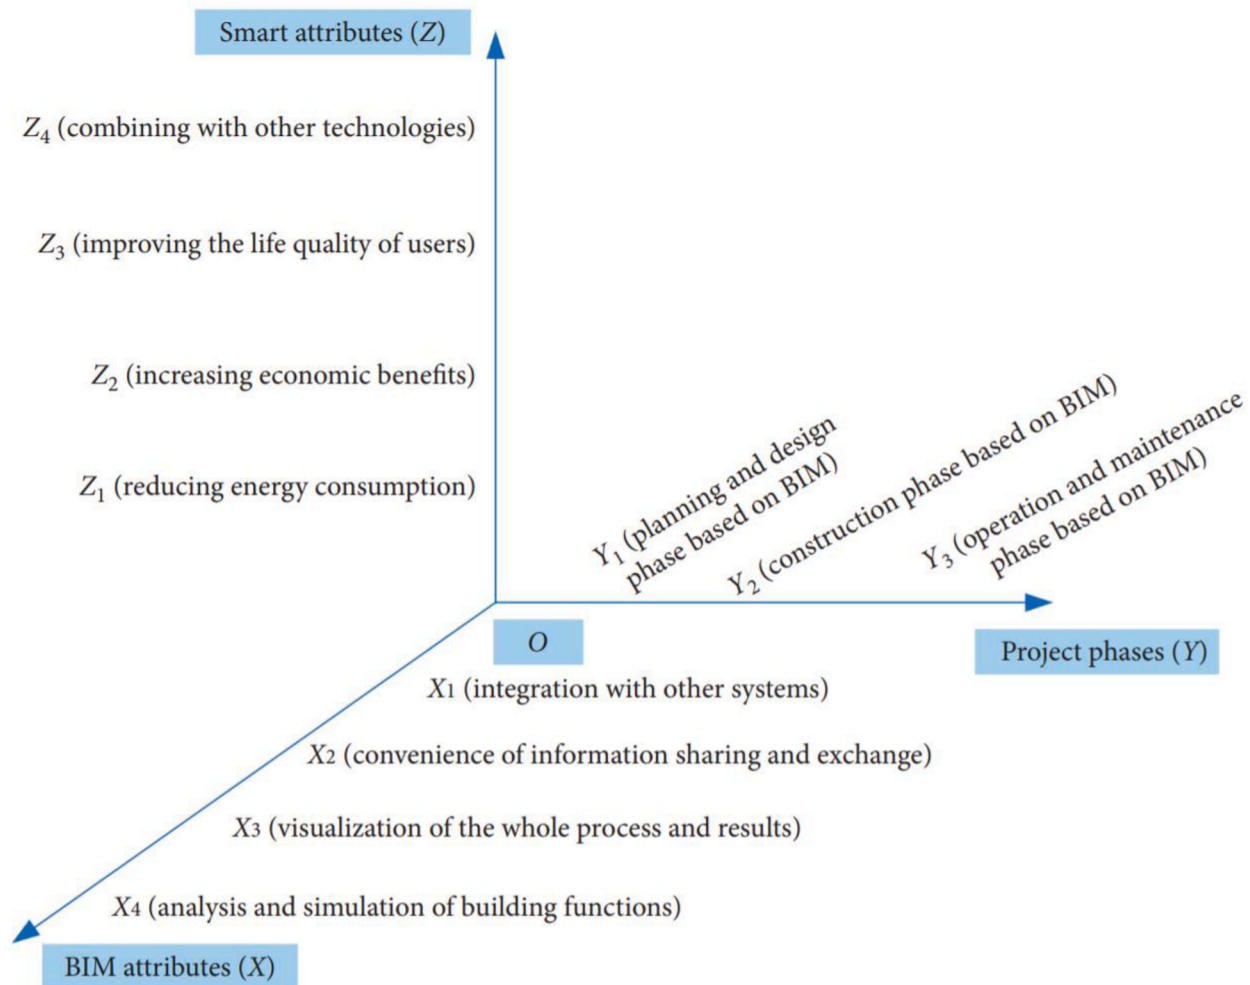 Smart attributes (Z)
Z4 (combining with other technologies)
Z3 (improving the life quality of users)
Z2 (increasing economic benefits)
Z1 (reducing energy consumption)
Y1 (planning and design
phase based on BIM)
Y2 (construction phase based on BIM)
Y3 (operation and maintenance
phase based on BIM)
O
Project phases (Y)
X1 (integration with other systems)
X2 (convenience of information sharing and exchange)
X3 (visualization of the whole process and results)
X4 (analysis and simulation of building functions)
BIM attributes (X)